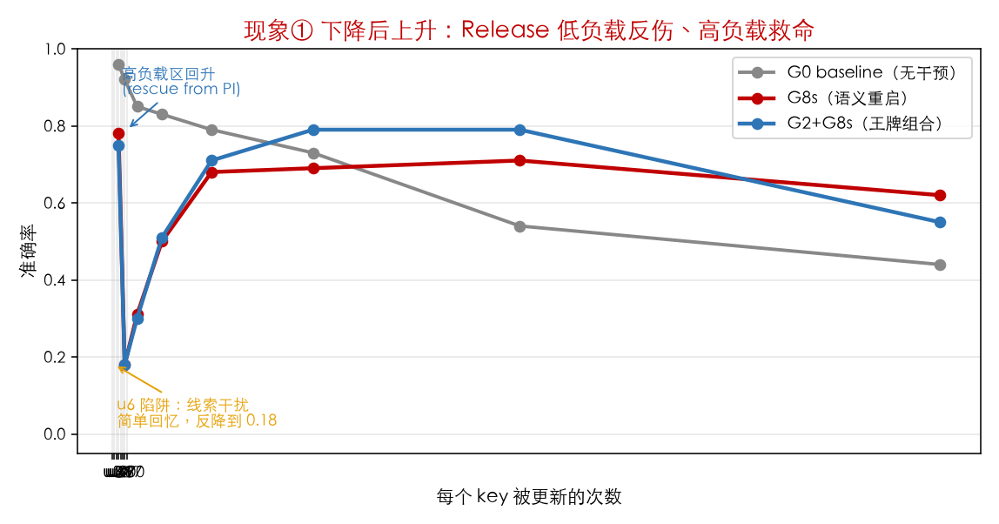 现象① 下降后上升：Release 低负载反伤、高负载救命
1.0
0.8
0.6
0.4
0.2
0.0
准确率
高负载区回升
(rescue from PI)
G0 baseline（无干预）
G8s（语义重启）
G2+G8s（王牌组合）
u6 陷阱：线索干扰
简单回忆，反降到 0.18
每个 key 被更新的次数